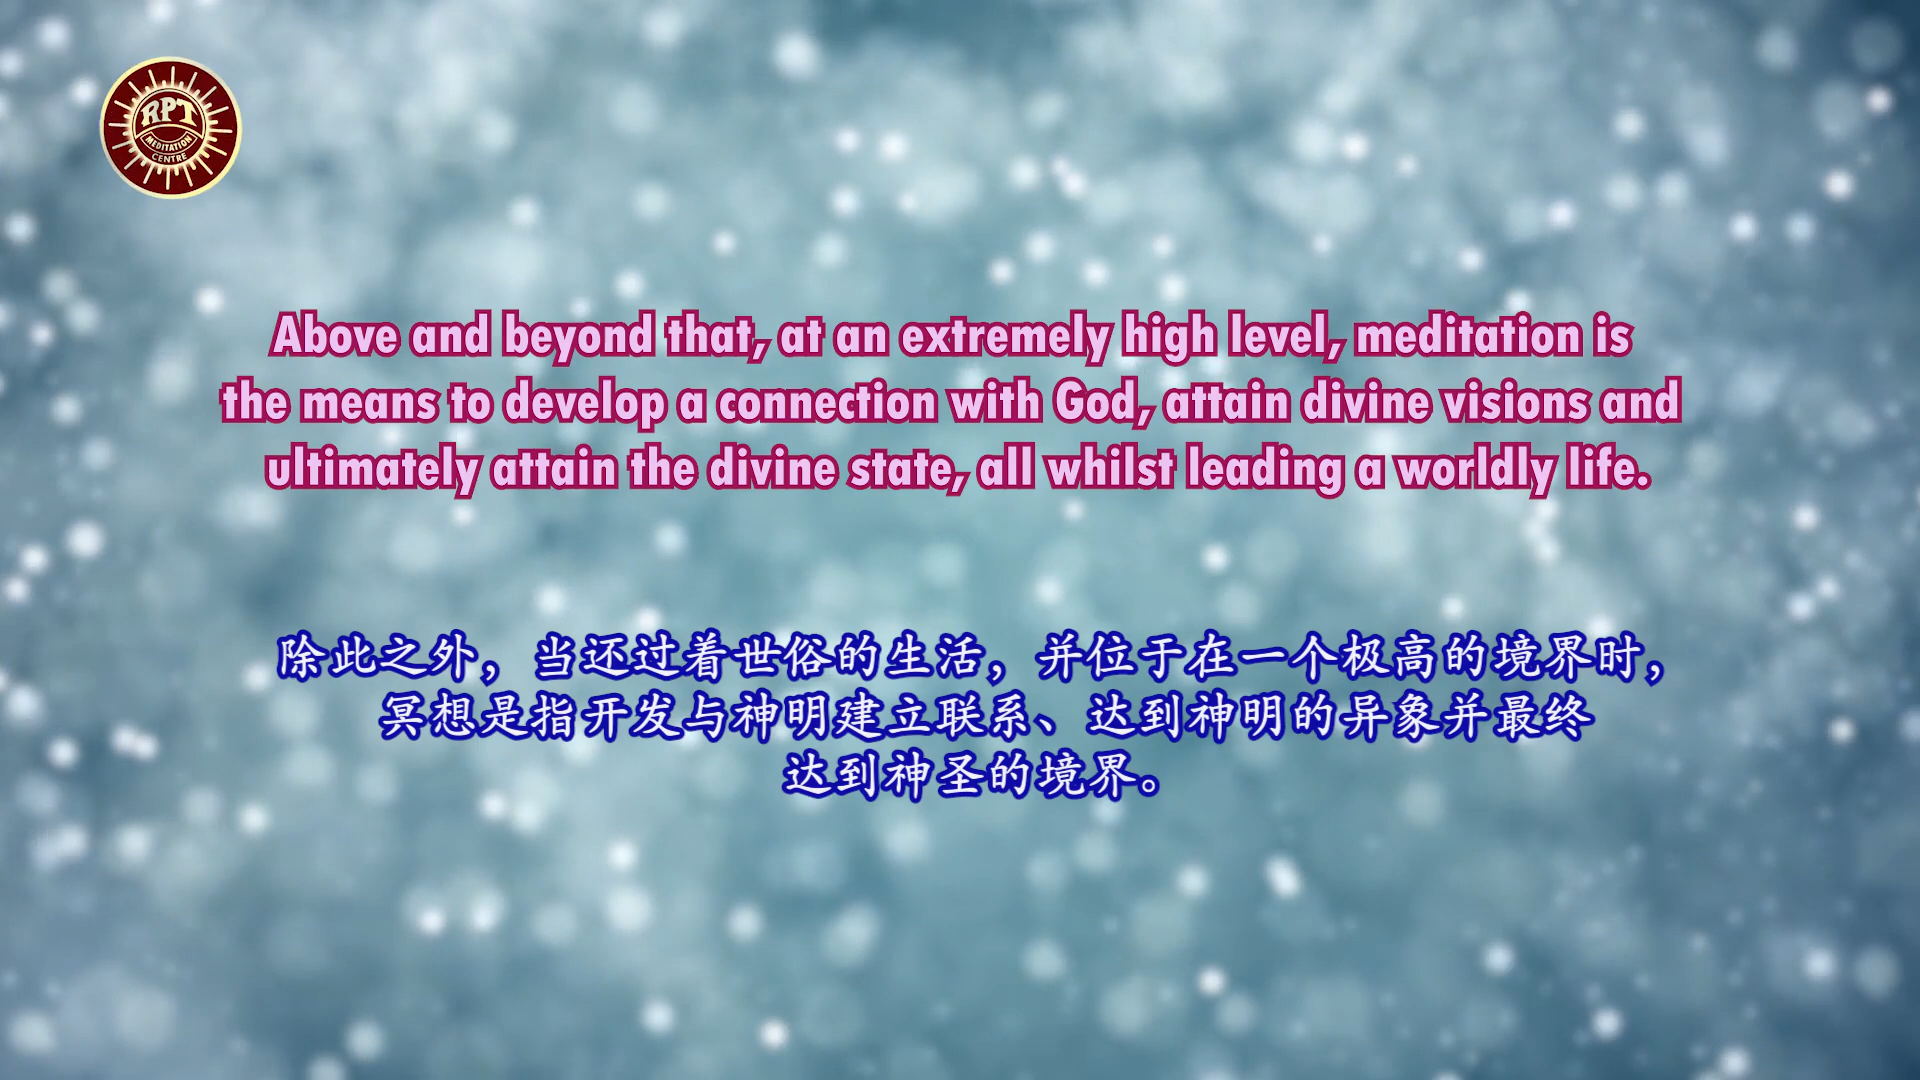 RPT
MEDITATION
CENTRE
Above and beyond that, at an extremely high level, meditation is
the means to develop a connection with God, attain divine visions and
ultimately attain the divine state, all whilst leading a worldly life.
除此之外，当还过着世俗的生活，并位于在一个极高的境界时，
冥想是指开发与神明建立联系、达到神明的异象并最终
达到神圣的境界。